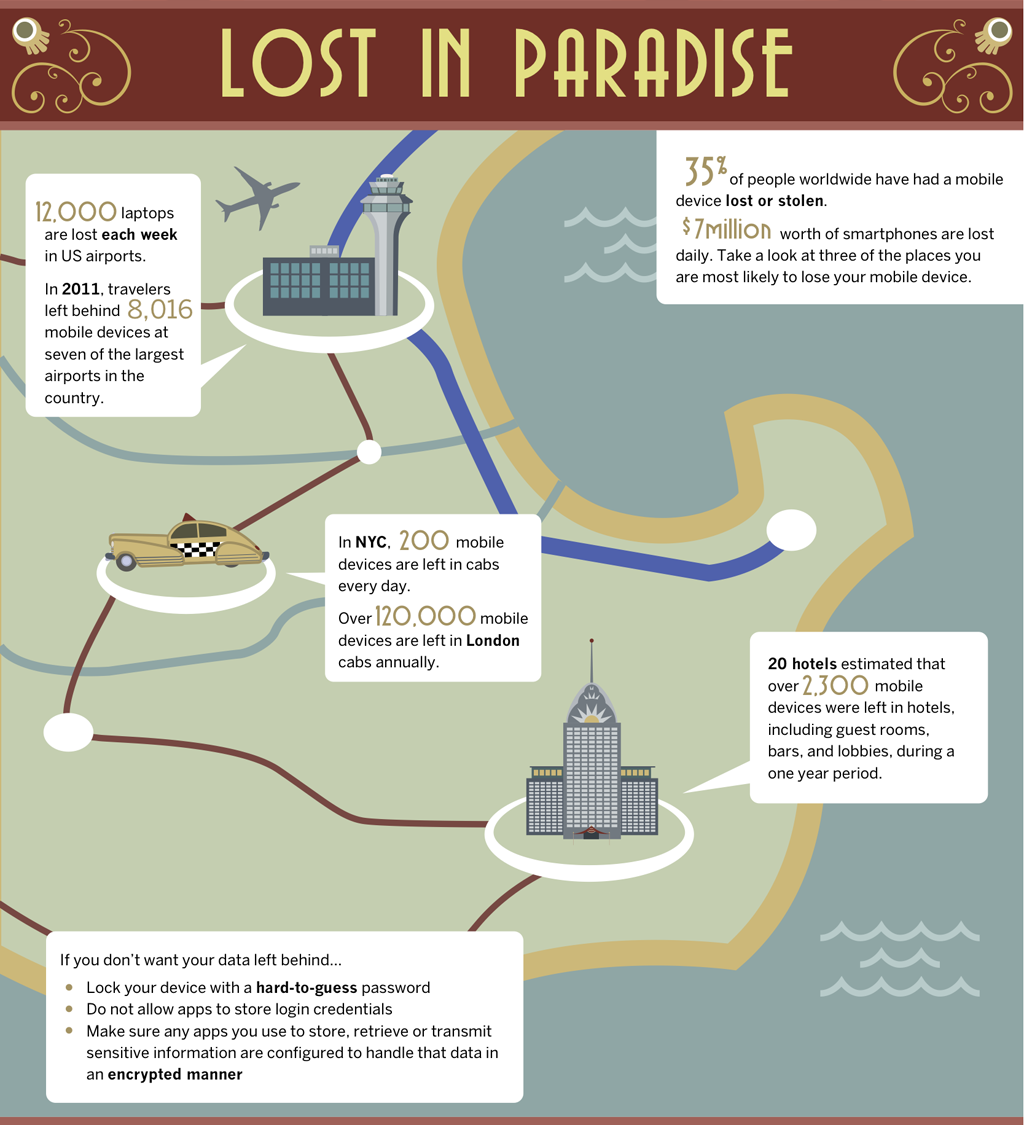 LOST IN PARADISE
35% of people worldwide have had a mobile
device lost or stolen.
$7million worth of smartphones are lost
daily. Take a look at three of the places you
are most likely to lose your mobile device.
12,000 laptops
are lost each week
in US airports.
In 2011, travelers
left behind 8,016
mobile devices at
seven of the largest
airports in the
country.
In NYC, 200 mobile
devices are left in cabs
every day.
Over 120,000 mobile
devices are left in London
cabs annually.
20 hotels estimated that
over 2,300 mobile
devices were left in hotels,
including guest rooms,
bars, and lobbies, during a
one year period.
If you don't want your data left behind...
• Lock your device with a hard-to-guess password
• Do not allow apps to store login credentials
• Make sure any apps you use to store, retrieve or transmit
sensitive information are configured to handle that data in
an encrypted manner